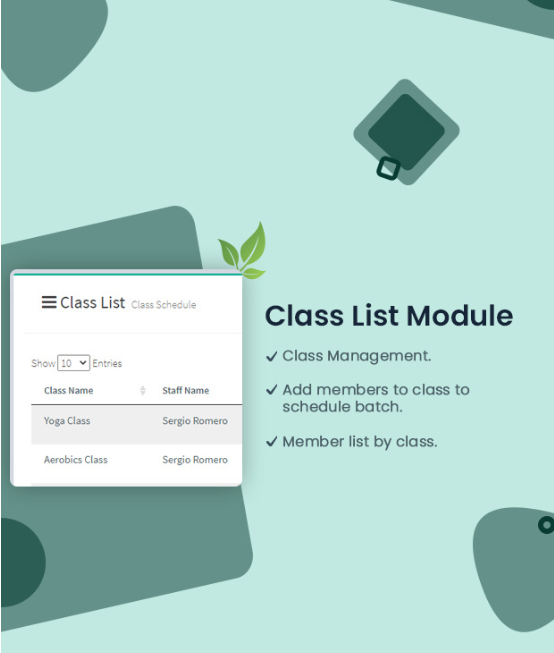 Class List Class Schedule
Show 10 Entries
Class Name Staff Name
Yoga Class Sergio Romero
Aerobics Class Sergio Romero
Class List Module
Class Management.
Add members to class to
schedule batch.
Member list by class.